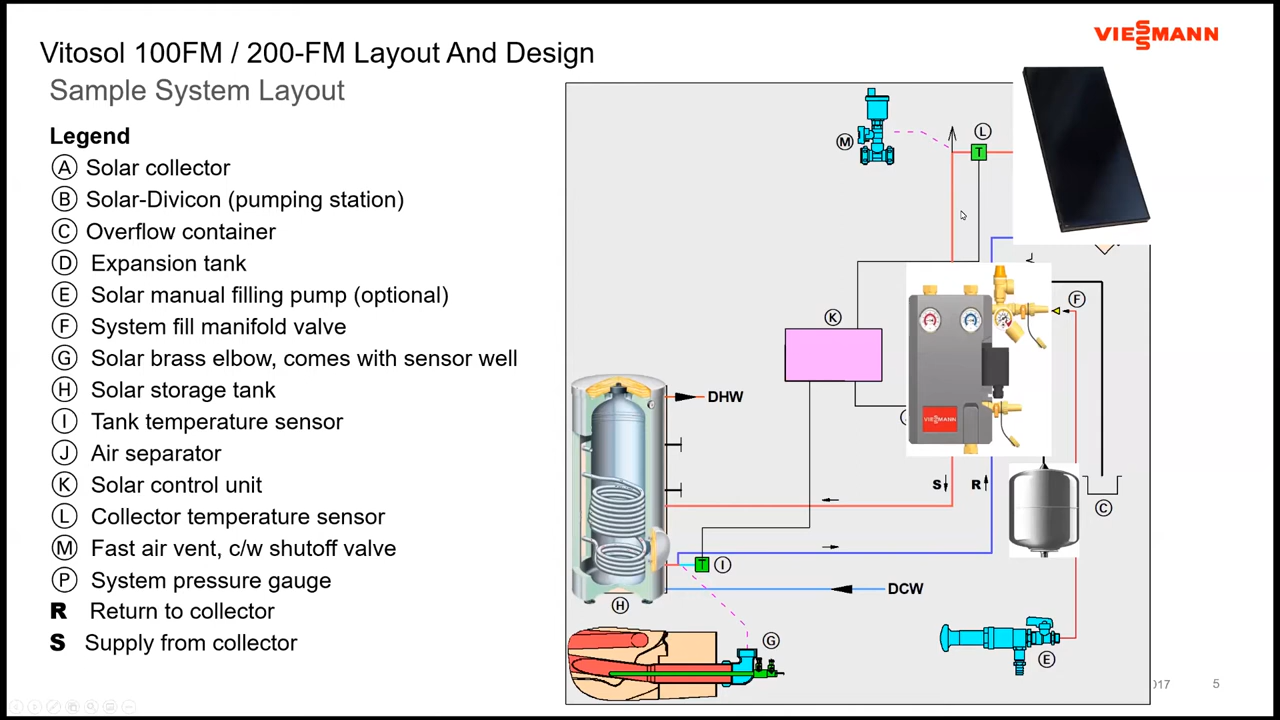 VIESSMANN
Vitosol 100FM / 200-FM Layout And Design
Sample System Layout
Legend
A Solar collector
B Solar-Divicon (pumping station)
C Overflow container
D Expansion tank
E Solar manual filling pump (optional)
F System fill manifold valve
G Solar brass elbow, comes with sensor well
H Solar storage tank
I Tank temperature sensor
J Air separator
K Solar control unit
L Collector temperature sensor
M Fast air vent, c/w shutoff valve
P System pressure gauge
R Return to collector
S Supply from collector
M
L
T
F
K
DHW
VIESSMANN
S
R
C
T
I
DCW
H
G
E
017
5